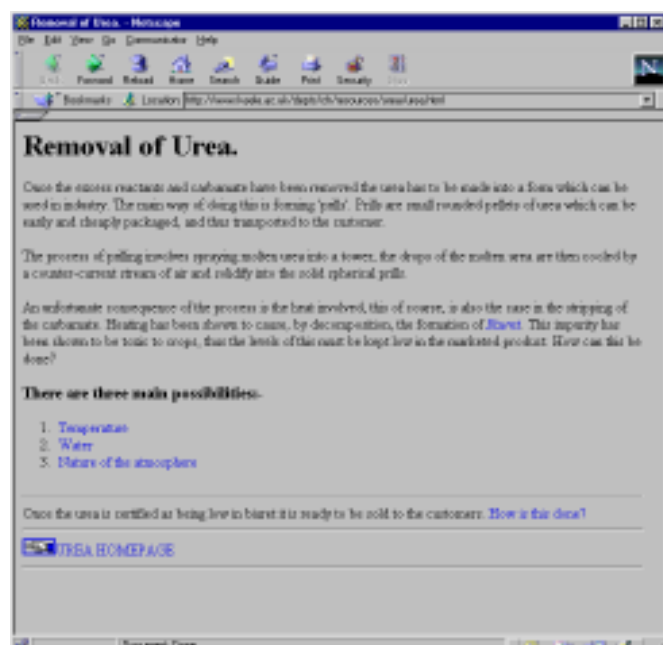 Removal of Urea. - Netscape
File Edit View Go Communicator Help
Forward Reload Home Search Guide Print Security
Bookmarks Location
Removal of Urea.
Once the excess reactants and carbamate have been removed the urea has to be made into a form which can be
used in industry. The main way of doing this is forming 'prills'. Prills are small rounded pellets of urea which can be
easily and cheaply packaged, and thus transported to the customer.
The process of prilling involves spraying molten urea into a tower, the drops of the molten urea are then cooled by
a counter-current stream of air and solidify into the solid spherical prills.
An unfortunate consequence of the process is the heat involved, this of course, is also the case in the stripping of
the carbamate. Heating has been shown to cause, by decomposition, the formation of Biuret. This impurity has
been shown to be toxic to crops, thus the levels of this must be kept low in the marketed product. How can this be
done?
There are three main possibilities:-
1. Temperature
2. Water
3. Nature of the atmosphere
Once the urea is certified as being low in biuret it is ready to be sold to the customers. How is this done?
UREA HOMEPAGE